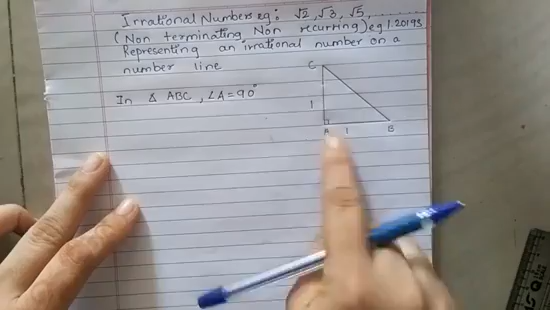 Irrational Numbers eg: √2, √3, √5,
(Non terminating, Non recurring) eg 1.20193
Representing an irrational number on a
number line
C
In △ ABC, ∠A = 90°
1
A 1 B